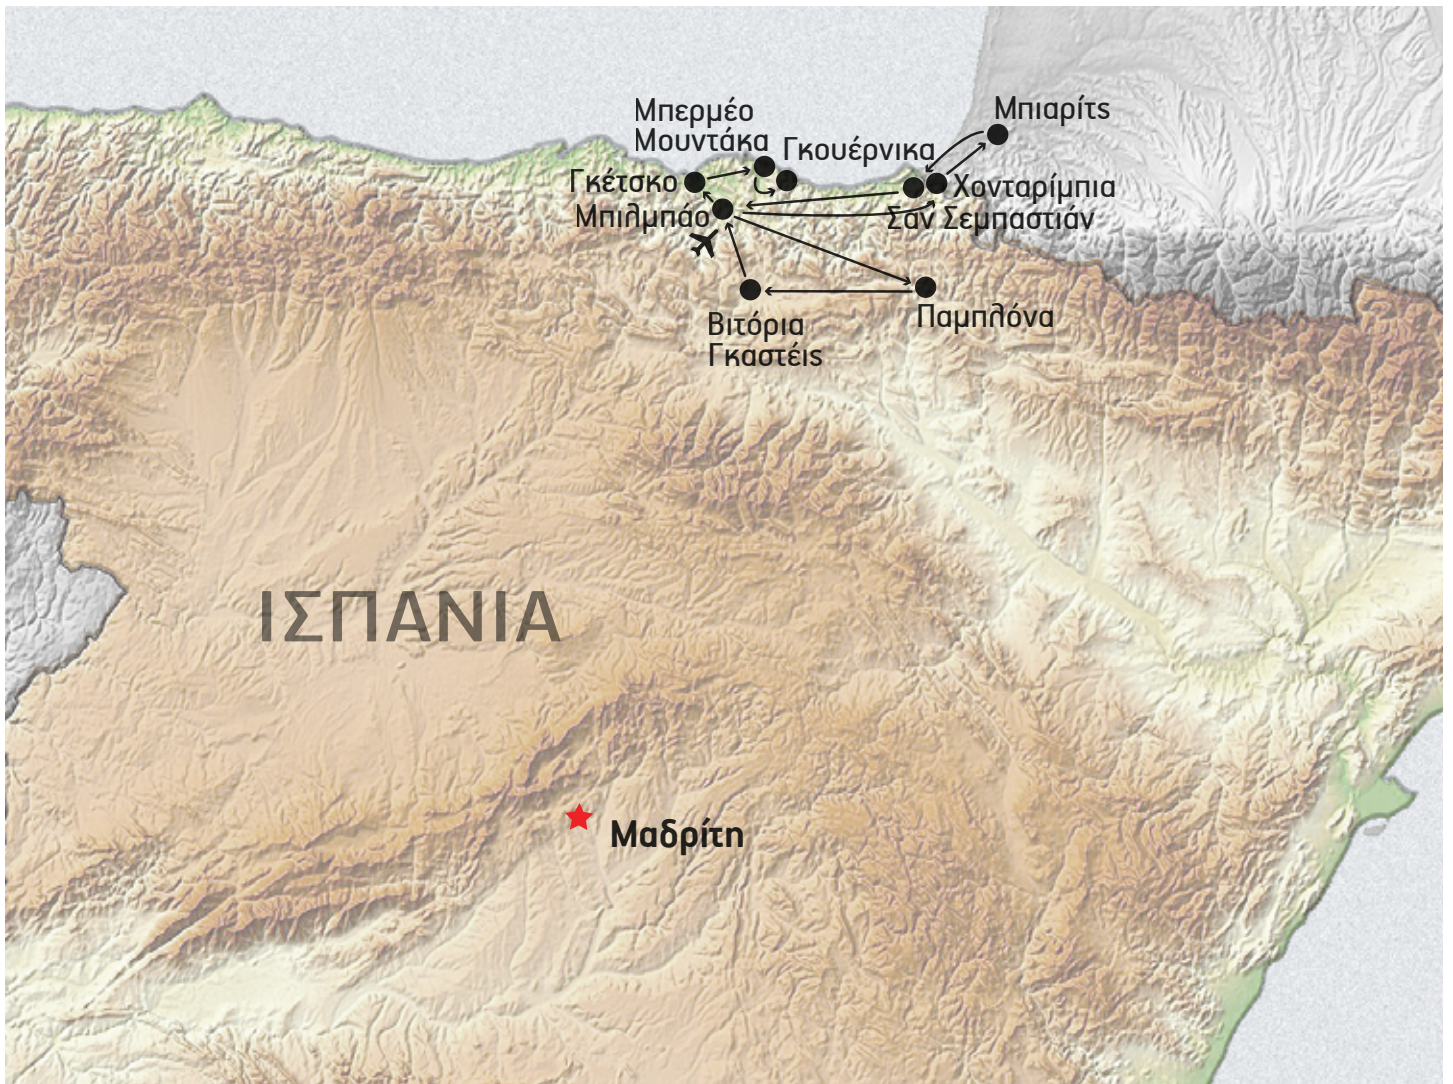 Μπερμέο
Μουντάκα
Μπιαρίτς
Γκουέρνικα
Γκέτσκο
Χονταρίμπια
Μπιλμπάο
Σαν Σεμπαστιάν
Παμπλόνα
Βιτόρια
Γκαστέις
ΙΣΠΑΝΙΑ
Μαδρίτη